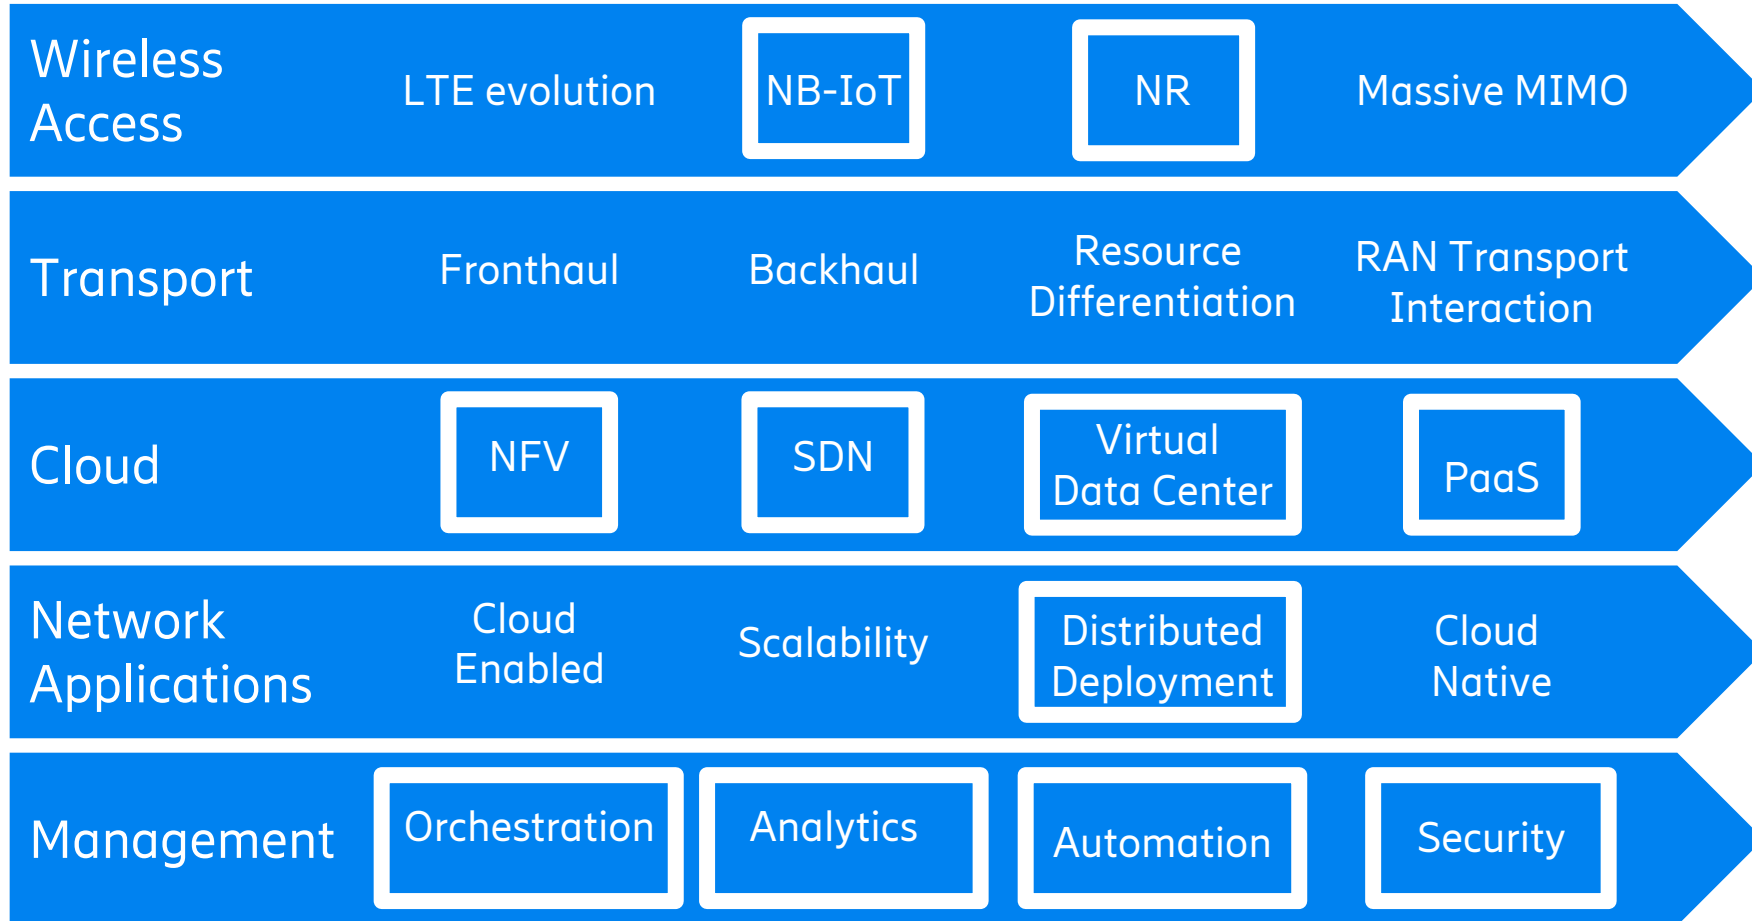 Wireless
Access
LTE evolution
NB-IoT
NR
Massive MIMO
Transport
Fronthaul
Backhaul
Resource
Differentiation
RAN Transport
Interaction
Cloud
NFV
SDN
Virtual
Data Center
PaaS
Network
Applications
Cloud
Enabled
Scalability
Distributed
Deployment
Cloud
Native
Management
Orchestration
Analytics
Automation
Security